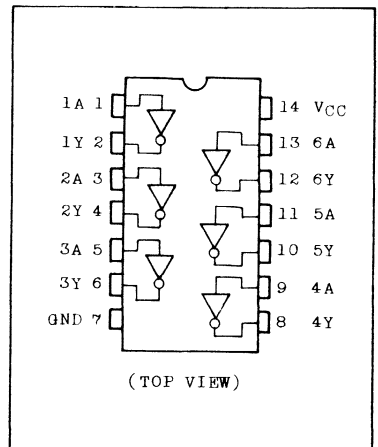 1A 1
1Y 2
2A 3
2Y 4
3A 5
3Y 6
GND 7
14 VCC
13 6A
12 6Y
11 5A
10 5Y
9 4A
8 4Y
(TOP VIEW)